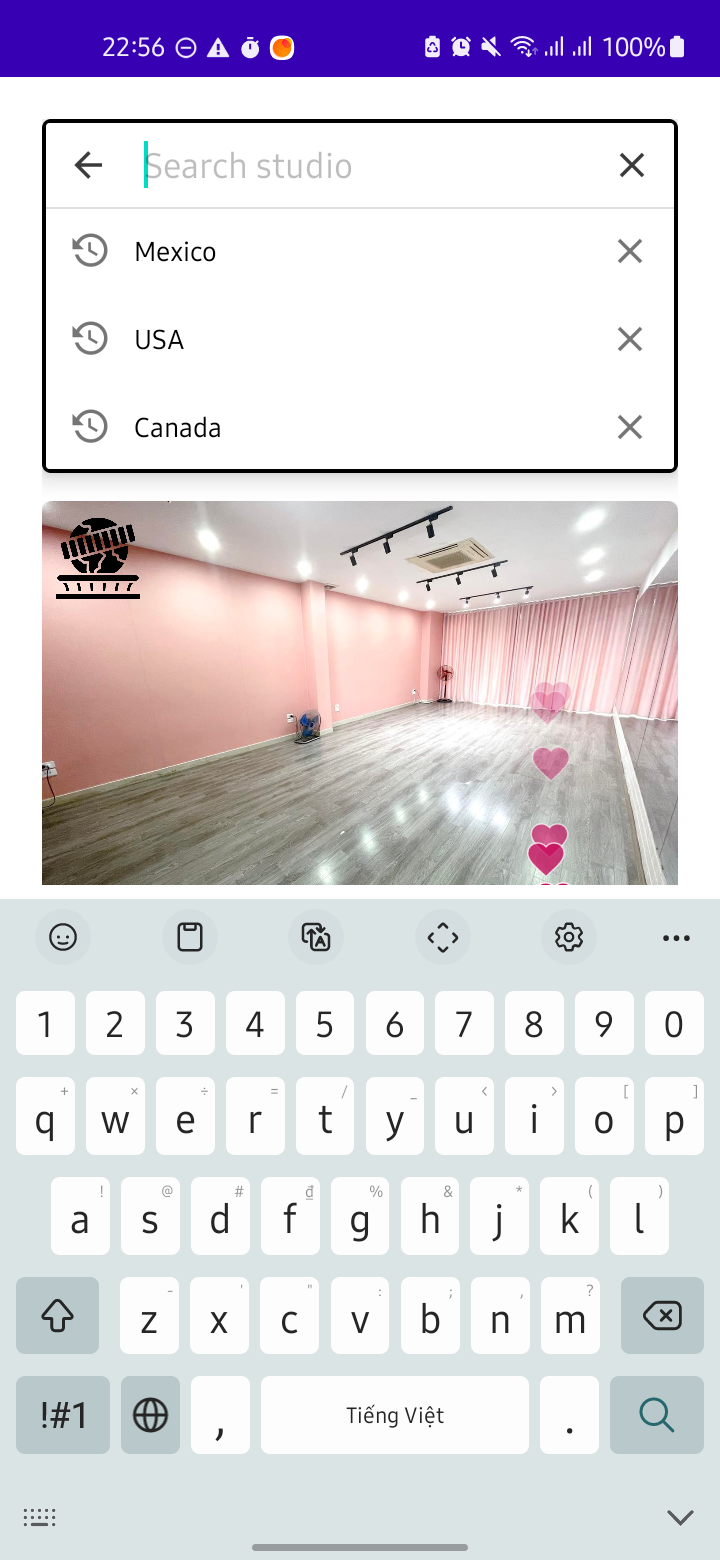 22:56
100%
Search studio
Mexico
USA
Canada
1 2 3 4 5 6 7 8 9 0
+ × ÷ = / _ < > [ ]
q w e r t y u i o p
! @ # ₫ % & * ( )
a s d f g h j k l
- ' " : ; , ?
z x c v b n m
!#1 , Tiếng Việt .